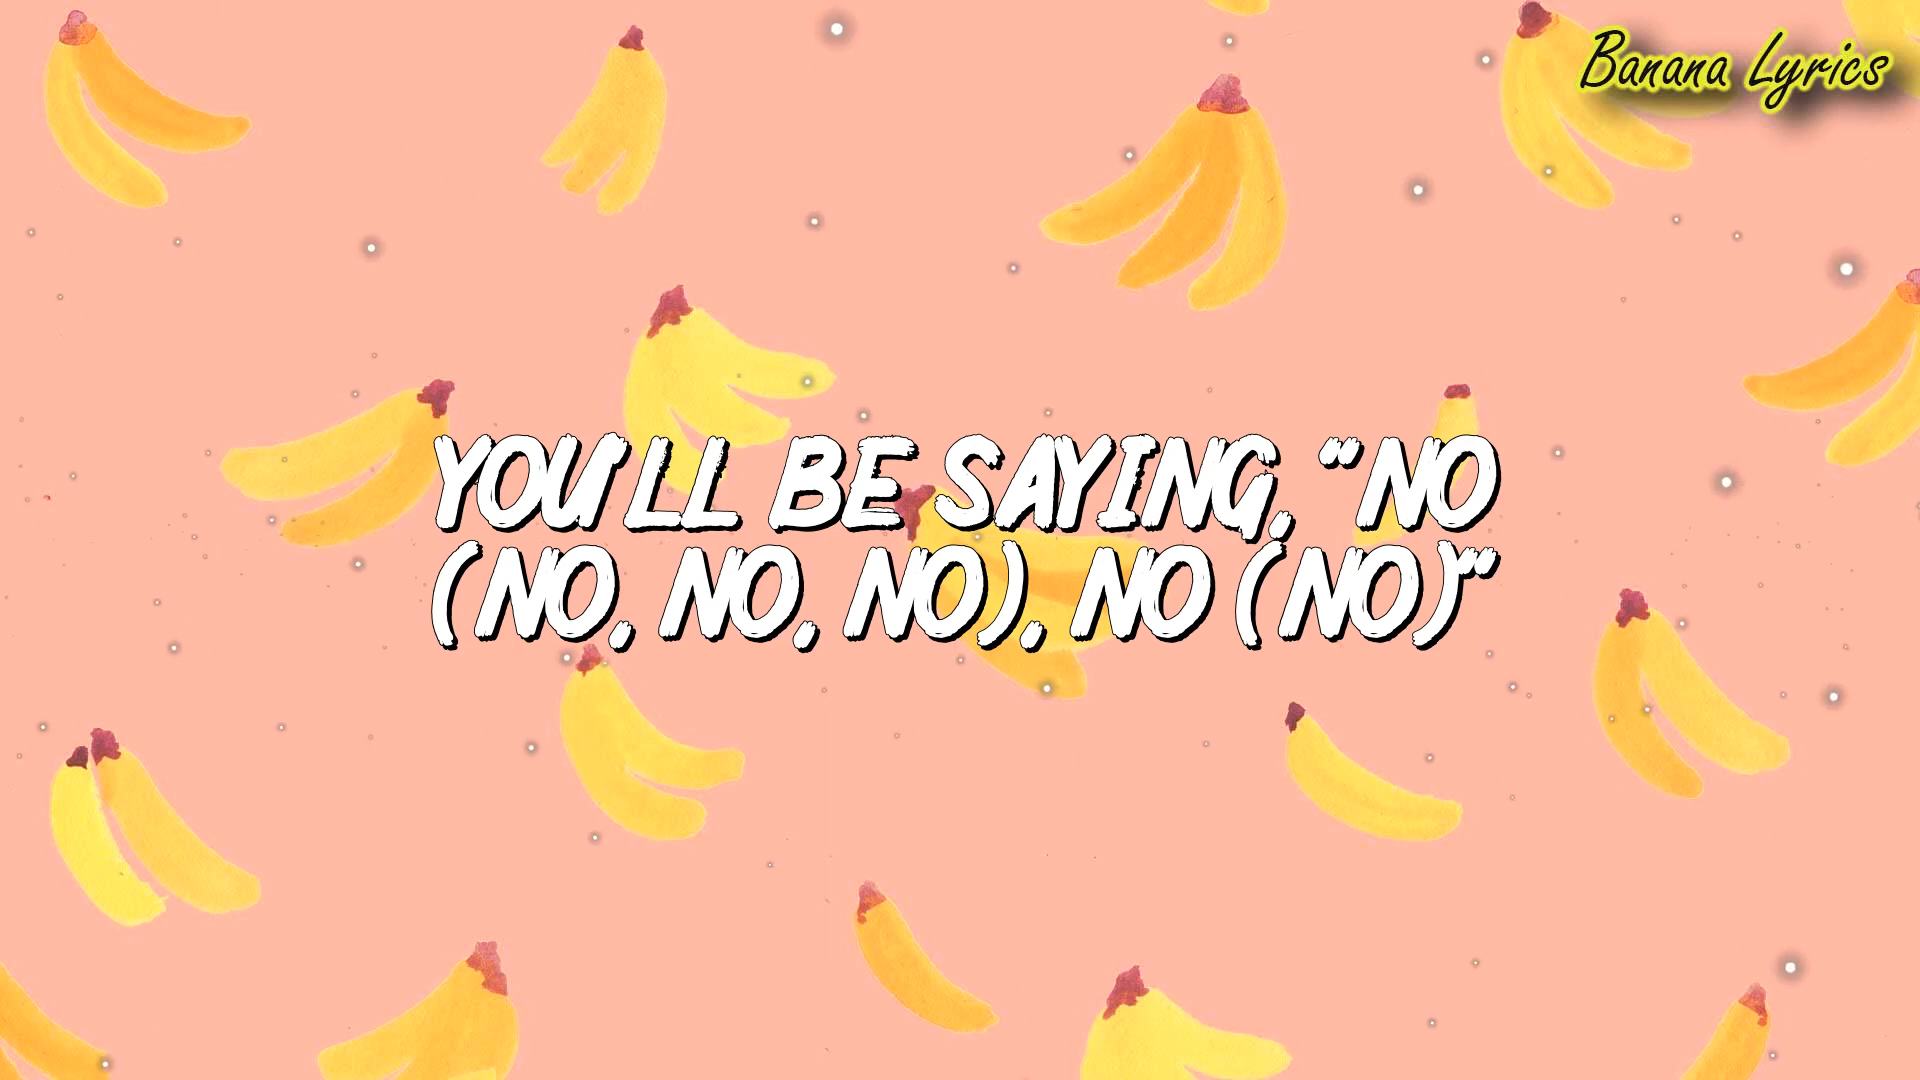 Banana Lyrics
YOU'LL BE SAYING, "NO
(NO, NO, NO), NO (NO)"